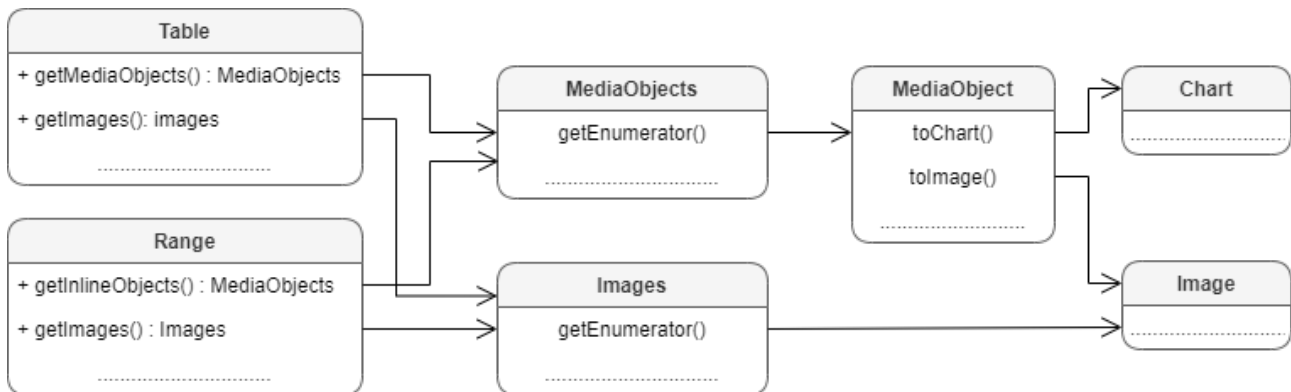 Table
+ getMediaObjects() : MediaObjects
+ getImages(): images
Range
+ getInlineObjects() : MediaObjects
+ getImages() : Images
MediaObjects
getEnumerator()
Images
getEnumerator()
MediaObject
toChart()
toImage()
Chart
Image